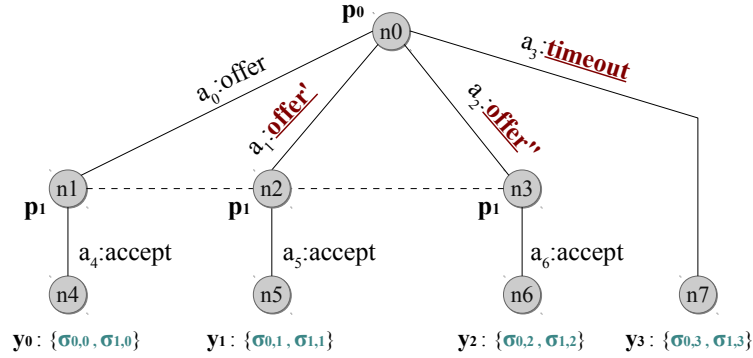 p₀
n0
a₀:offer
a₁:offer'
a₂:offer''
a₃:timeout
n1
n2
n3
p₁
p₁
p₁
a₄:accept
a₅:accept
a₆:accept
n4
n5
n6
n7
y₀ : {σ₀,₀ , σ₁,₀}
y₁ : {σ₀,₁ , σ₁,₁}
y₂ : {σ₀,₂ , σ₁,₂}
y₃ : {σ₀,₃ , σ₁,₃}